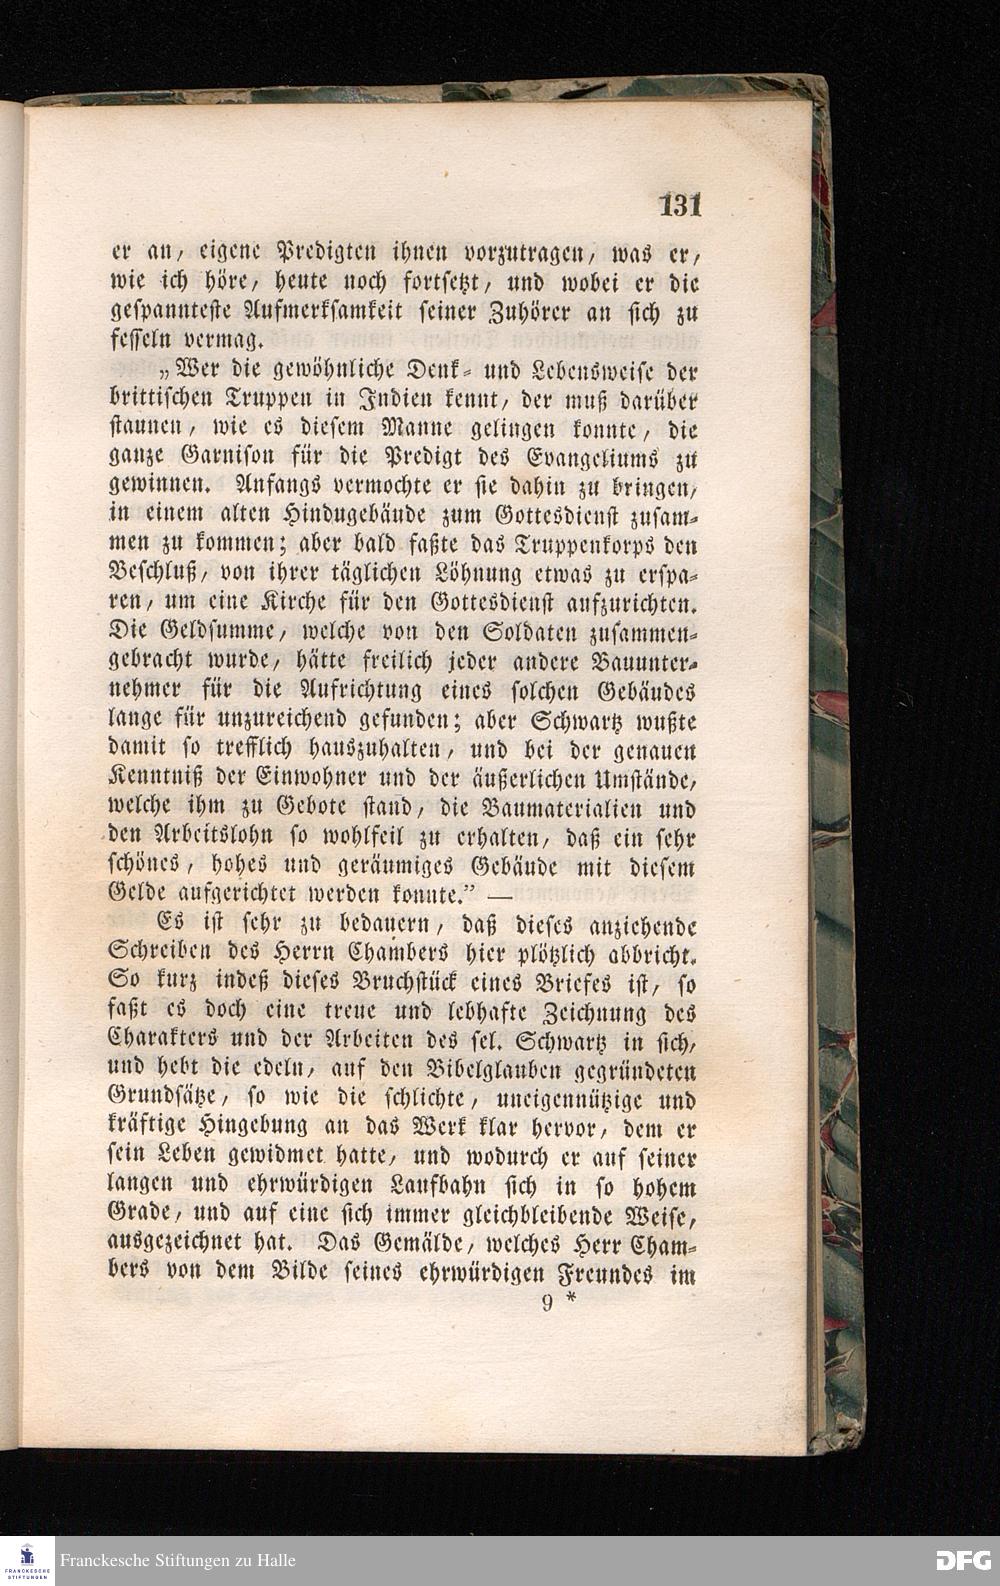 131
er an, eigene Predigten ihnen vorzutragen, was er,
wie ich höre, heute noch fortsetzt, und wobei er die
gespannteste Aufmerksamkeit seiner Zuhörer an sich zu
fesseln vermag.
„Wer die gewöhnliche Denk- und Lebensweise der
brittischen Truppen in Indien kennt, der muß darüber
staunen, wie es diesem Manne gelingen konnte, die
ganze Garnison für die Predigt des Evangeliums zu
gewinnen. Anfangs vermochte er sie dahin zu bringen,
in einem alten Hindugebäude zum Gottesdienst zusam-
men zu kommen; aber bald faßte das Truppenkorps den
Beschluß, von ihrer täglichen Löhnung etwas zu erspa-
ren, um eine Kirche für den Gottesdienst aufzurichten.
Die Geldsumme, welche von den Soldaten zusammen-
gebracht wurde, hätte freilich jeder andere Bauunter-
nehmer für die Aufrichtung eines solchen Gebäudes
lange für unzureichend gefunden; aber Schwartz wußte
damit so trefflich hauszuhalten, und bei der genauen
Kenntniß der Einwohner und der äußerlichen Umstände,
welche ihm zu Gebote stand, die Baumaterialien und
den Arbeitslohn so wohlfeil zu erhalten, daß ein sehr
schönes, hohes und geräumiges Gebäude mit diesem
Gelde aufgerichtet werden konnte.” —
Es ist sehr zu bedauern, daß dieses anziehende
Schreiben des Herrn Chambers hier plötzlich abbricht.
So kurz indeß dieses Bruchstück eines Briefes ist, so
faßt es doch eine treue und lebhafte Zeichnung des
Charakters und der Arbeiten des sel. Schwartz in sich,
und hebt die edeln, auf den Bibelglauben gegründeten
Grundsätze, so wie die schlichte, uneigennützige und
kräftige Hingebung an das Werk klar hervor, dem er
sein Leben gewidmet hatte, und wodurch er auf seiner
langen und ehrwürdigen Laufbahn sich in so hohem
Grade, und auf eine sich immer gleichbleibende Weise,
ausgezeichnet hat. Das Gemälde, welches Herr Cham-
bers von dem Bilde seines ehrwürdigen Freundes im
9 *
FRANCKESCHE
STIFTUNGEN
Franckesche Stiftungen zu Halle
DFG